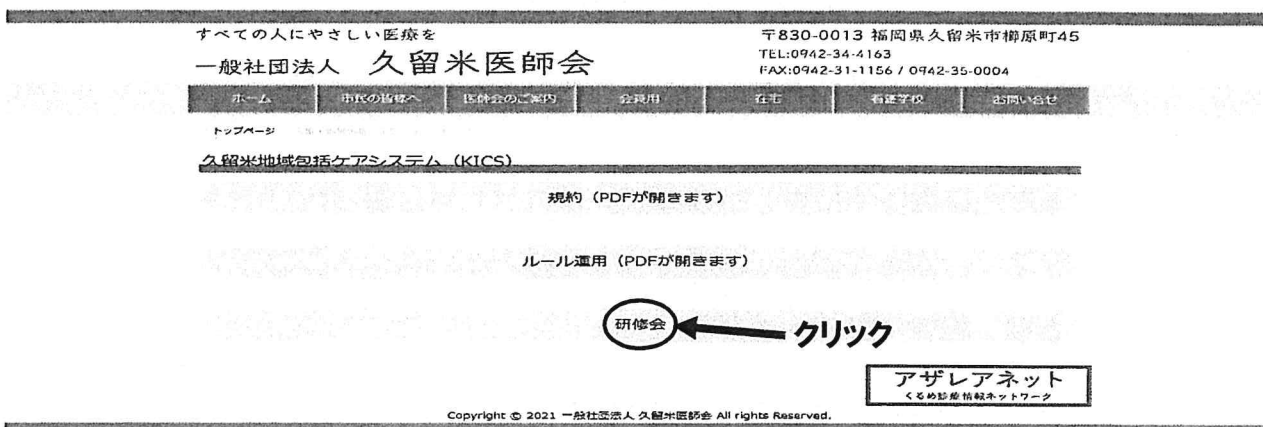 すべての人にやさしい医療を
一般社団法人 久留米医師会
〒830-0013 福岡県久留米市櫛原町45
TEL:0942-34-4163
FAX:0942-31-1156 / 0942-35-0004
ホーム 市民の皆様へ 医師会のご案内 会員用 在宅 看護学校 お問い合せ
トップページ
久留米地域包括ケアシステム（KICS）
規約（PDFが開きます）
ルール運用（PDFが開きます）
研修会
クリック
アザレアネット
くるめ診療情報ネットワーク
Copyright © 2021 一般社団法人 久留米医師会 All rights Reserved.